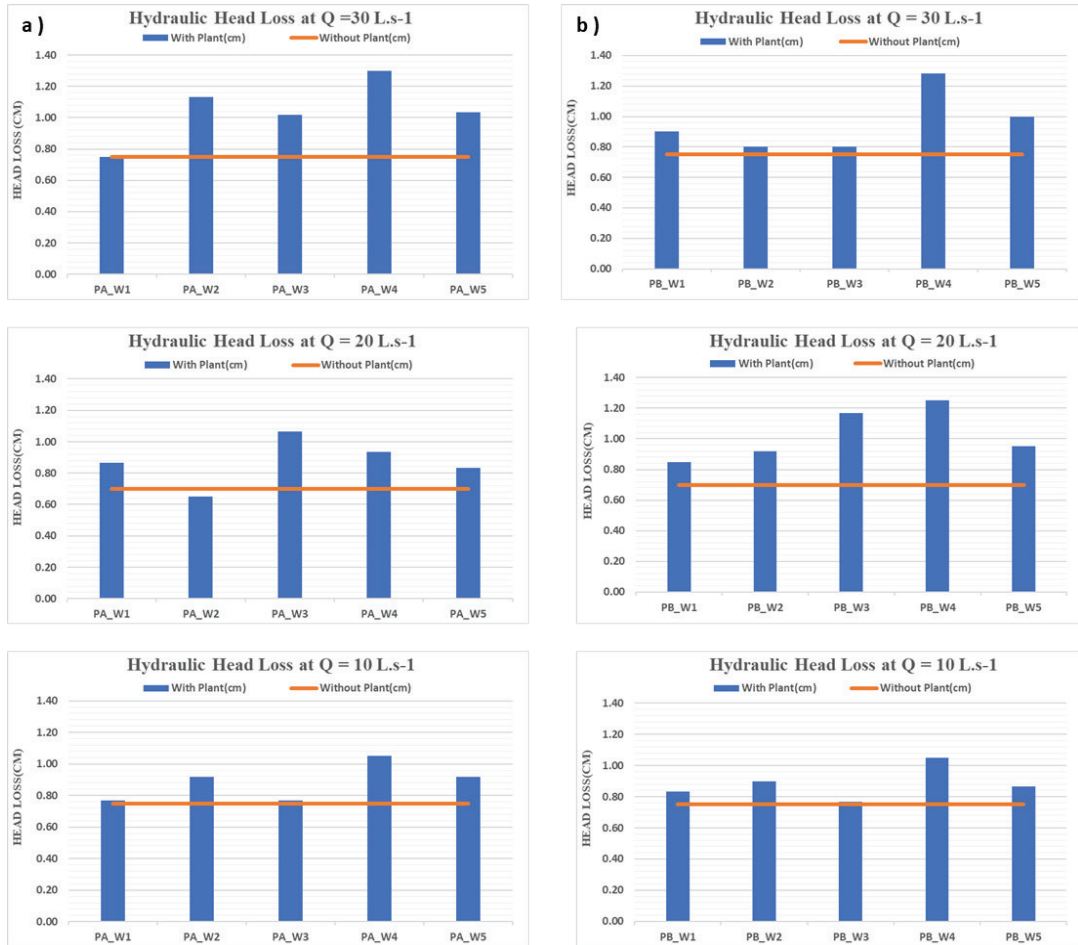 a )
Hydraulic Head Loss at Q =30 L.s-1
With Plant(cm) Without Plant(cm)
HEAD LOSS (CM)
1.40
1.20
1.00
0.80
0.60
0.40
0.20
0.00
PA_W1 PA_W2 PA_W3 PA_W4 PA_W5
b )
Hydraulic Head Loss at Q = 30 L.s-1
With Plant(cm) Without Plant(cm)
HEAD LOSS(CM)
1.40
1.20
1.00
0.80
0.60
0.40
0.20
0.00
PB_W1 PB_W2 PB_W3 PB_W4 PB_W5
Hydraulic Head Loss at Q = 20 L.s-1
With Plant(cm) Without Plant(cm)
HEAD LOSS(CM)
1.40
1.20
1.00
0.80
0.60
0.40
0.20
0.00
PA_W1 PA_W2 PA_W3 PA_W4 PA_W5
Hydraulic Head Loss at Q = 20 L.s-1
With Plant(cm) Without Plant(cm)
HEAD LOSS(CM)
1.40
1.20
1.00
0.80
0.60
0.40
0.20
0.00
PB_W1 PB_W2 PB_W3 PB_W4 PB_W5
Hydraulic Head Loss at Q = 10 L.s-1
With Plant(cm) Without Plant(cm)
HEAD LOSS(CM)
1.40
1.20
1.00
0.80
0.60
0.40
0.20
0.00
PA_W1 PA_W2 PA_W3 PA_W4 PA_W5
Hydraulic Head Loss at Q = 10 L.s-1
With Plant(cm) Without Plant(cm)
HEAD LOSS(CM)
1.40
1.20
1.00
0.80
0.60
0.40
0.20
0.00
PB_W1 PB_W2 PB_W3 PB_W4 PB_W5